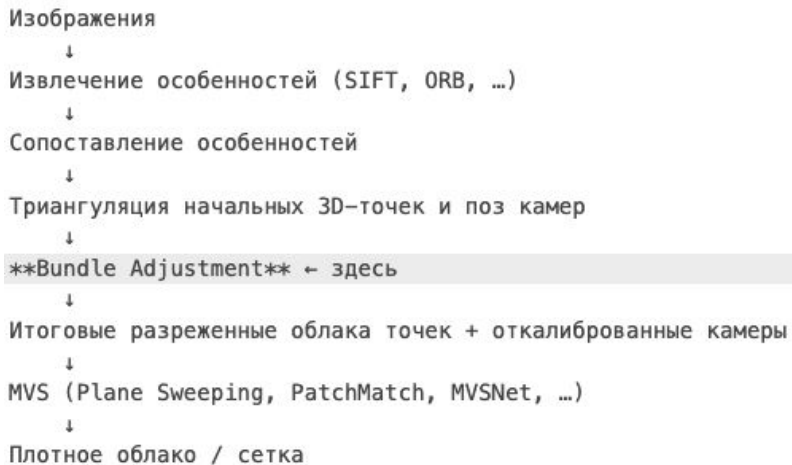 Изображения
↓
Извлечение особенностей (SIFT, ORB, …)
↓
Сопоставление особенностей
↓
Триангуляция начальных 3D–точек и поз камер
↓
**Bundle Adjustment** ← здесь
↓
Итоговые разреженные облака точек + откалиброванные камеры
↓
MVS (Plane Sweeping, PatchMatch, MVSNet, …)
↓
Плотное облако / сетка